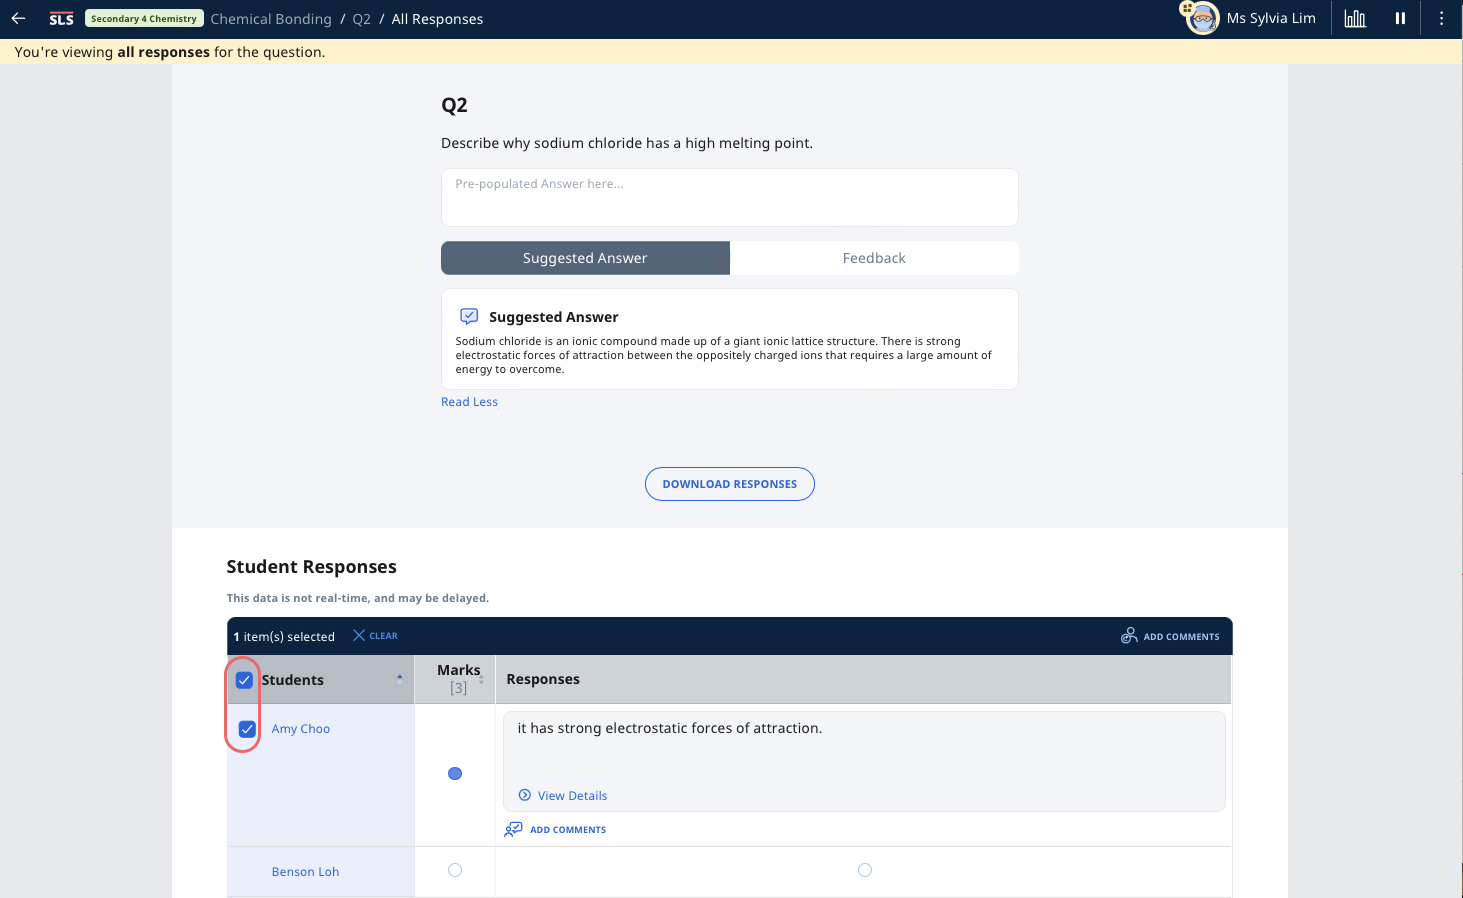 SLS Secondary 4 Chemistry Chemical Bonding / Q2 / All Responses Ms Sylvia Lim
You're viewing all responses for the question.
Q2
Describe why sodium chloride has a high melting point.
Pre-populated Answer here...
Suggested Answer Feedback
Suggested Answer
Sodium chloride is an ionic compound made up of a giant ionic lattice structure. There is strong
electrostatic forces of attraction between the oppositely charged ions that requires a large amount of
energy to overcome.
Read Less
DOWNLOAD RESPONSES
Student Responses
This data is not real-time, and may be delayed.
1 item(s) selected CLEAR ADD COMMENTS
Students Marks Responses
[3]
Amy Choo it has strong electrostatic forces of attraction.
View Details
ADD COMMENTS
Benson Loh